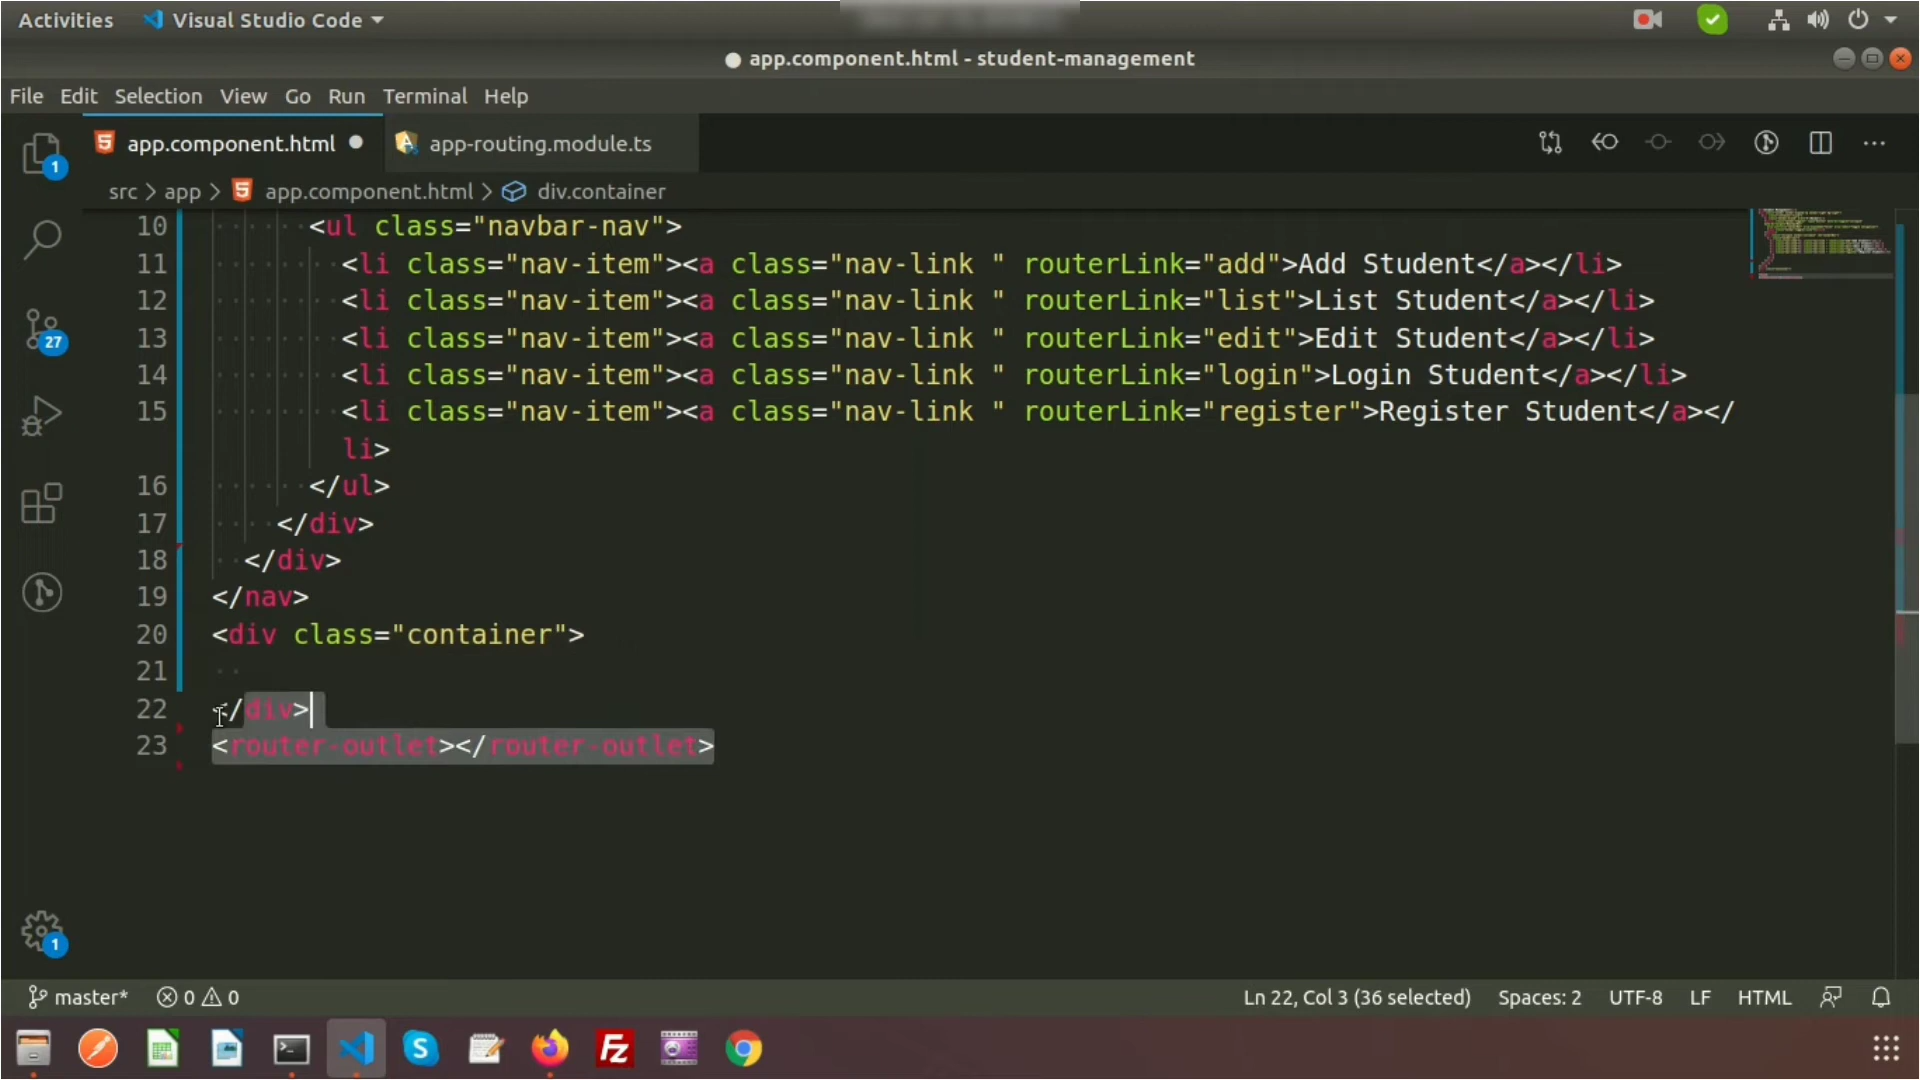 Activities Visual Studio Code
app.component.html - student-management
File Edit Selection View Go Run Terminal Help
app.component.html app-routing.module.ts
src > app > app.component.html > div.container
10 <ul class="navbar-nav">
11 <li class="nav-item"><a class="nav-link " routerLink="add">Add Student</a></li>
12 <li class="nav-item"><a class="nav-link " routerLink="list">List Student</a></li>
13 <li class="nav-item"><a class="nav-link " routerLink="edit">Edit Student</a></li>
14 <li class="nav-item"><a class="nav-link " routerLink="login">Login Student</a></li>
15 <li class="nav-item"><a class="nav-link " routerLink="register">Register Student</a></
li>
16 </ul>
17 </div>
18 </div>
19 </nav>
20 <div class="container">
21
22 </div>
23 <router-outlet></router-outlet>
1
27
1
master* 0 0 Ln 22, Col 3 (36 selected) Spaces: 2 UTF-8 LF HTML
S Fz